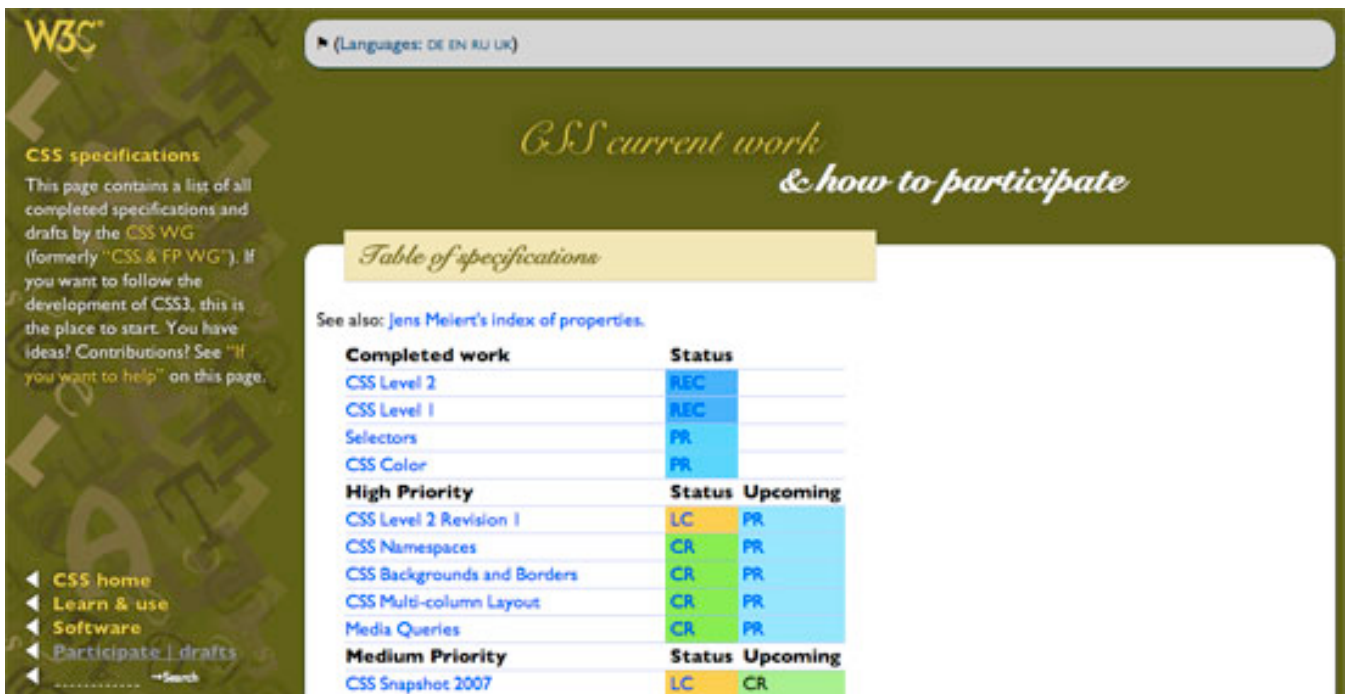 W3C
⚑ (Languages: DE EN RU UK)
CSS current work
& how to participate
CSS specifications
This page contains a list of all
completed specifications and
drafts by the CSS WG
(formerly "CSS & FP WG"). If
you want to follow the
development of CSS3, this is
the place to start. You have
ideas? Contributions? See "If
you want to help" on this page.
CSS home
Learn & use
Software
Participate | drafts
Search
Table of specifications
See also: Jens Meiert's index of properties.
Completed work Status
CSS Level 2 REC
CSS Level 1 REC
Selectors PR
CSS Color PR
High Priority Status Upcoming
CSS Level 2 Revision 1 LC PR
CSS Namespaces CR PR
CSS Backgrounds and Borders CR PR
CSS Multi-column Layout CR PR
Media Queries CR PR
Medium Priority Status Upcoming
CSS Snapshot 2007 LC CR